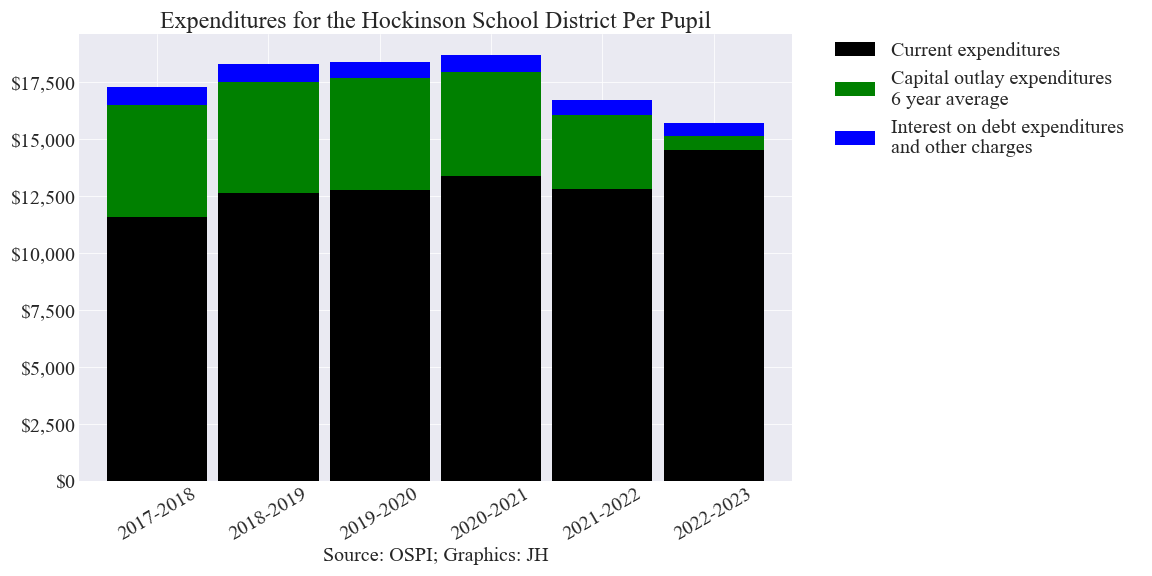 Expenditures for the Hockinson School District Per Pupil
Current expenditures
Capital outlay expenditures
6 year average
Interest on debt expenditures
and other charges
$17,500
$15,000
$12,500
$10,000
$7,500
$5,000
$2,500
$0
2017-2018
2018-2019
2019-2020
2020-2021
2021-2022
2022-2023
Source: OSPI; Graphics: JH